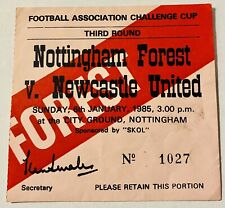 FOOTBALL ASSOCIATION CHALLENGE CUP
THIRD ROUND
Nottingham Forest
v. Newcastle United
SUNDAY, 6th JANUARY, 1985, 3.00 p.m.
at the CITY GROUND, NOTTINGHAM
Sponsored by "SKOL"
FOREST
Nº 1027
Secretary
PLEASE RETAIN THIS PORTION